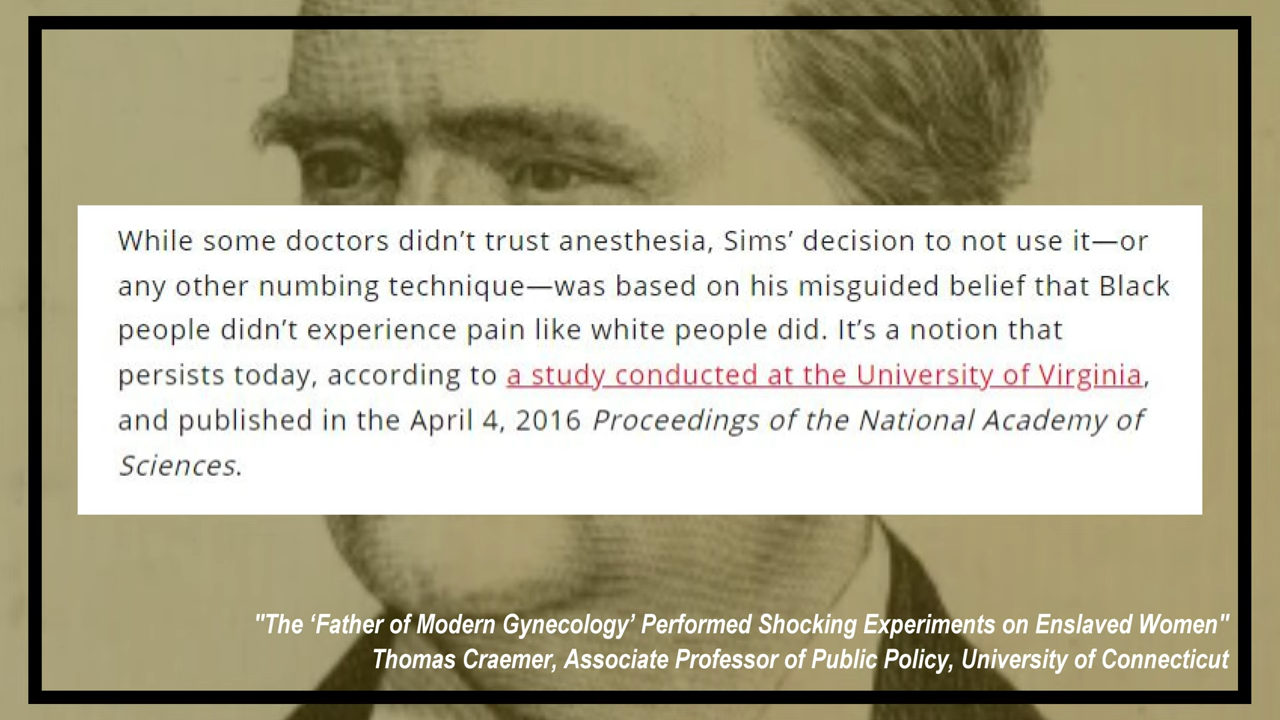 While some doctors didn’t trust anesthesia, Sims’ decision to not use it—or
any other numbing technique—was based on his misguided belief that Black
people didn’t experience pain like white people did. It’s a notion that
persists today, according to a study conducted at the University of Virginia,
and published in the April 4, 2016 Proceedings of the National Academy of
Sciences.
"The ‘Father of Modern Gynecology’ Performed Shocking Experiments on Enslaved Women"
Thomas Craemer, Associate Professor of Public Policy, University of Connecticut